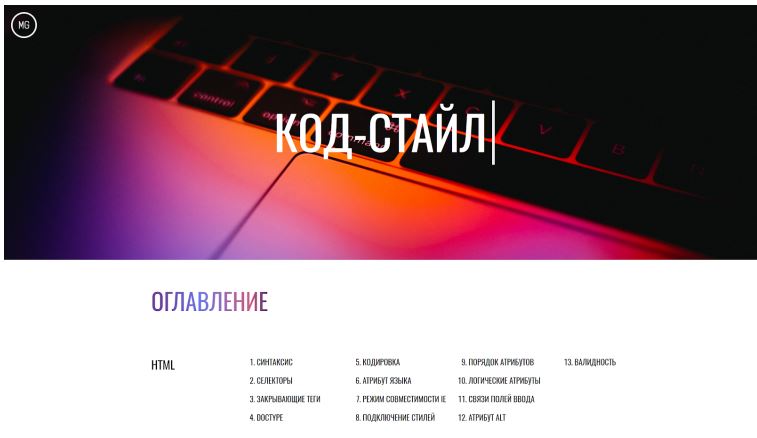 MG
control
option
command
КОД-СТАЙЛ
ОГЛАВЛЕНИЕ
HTML
1. СИНТАКСИС
2. СЕЛЕКТОРЫ
3. ЗАКРЫВАЮЩИЕ ТЕГИ
4. DOCTYPE
5. КОДИРОВКА
6. АТРИБУТ ЯЗЫКА
7. РЕЖИМ СОВМЕСТИМОСТИ IE
8. ПОДКЛЮЧЕНИЕ СТИЛЕЙ
9. ПОРЯДОК АТРИБУТОВ
10. ЛОГИЧЕСКИЕ АТРИБУТЫ
11. СВЯЗИ ПОЛЕЙ ВВОДА
12. АТРИБУТ ALT
13. ВАЛИДНОСТЬ